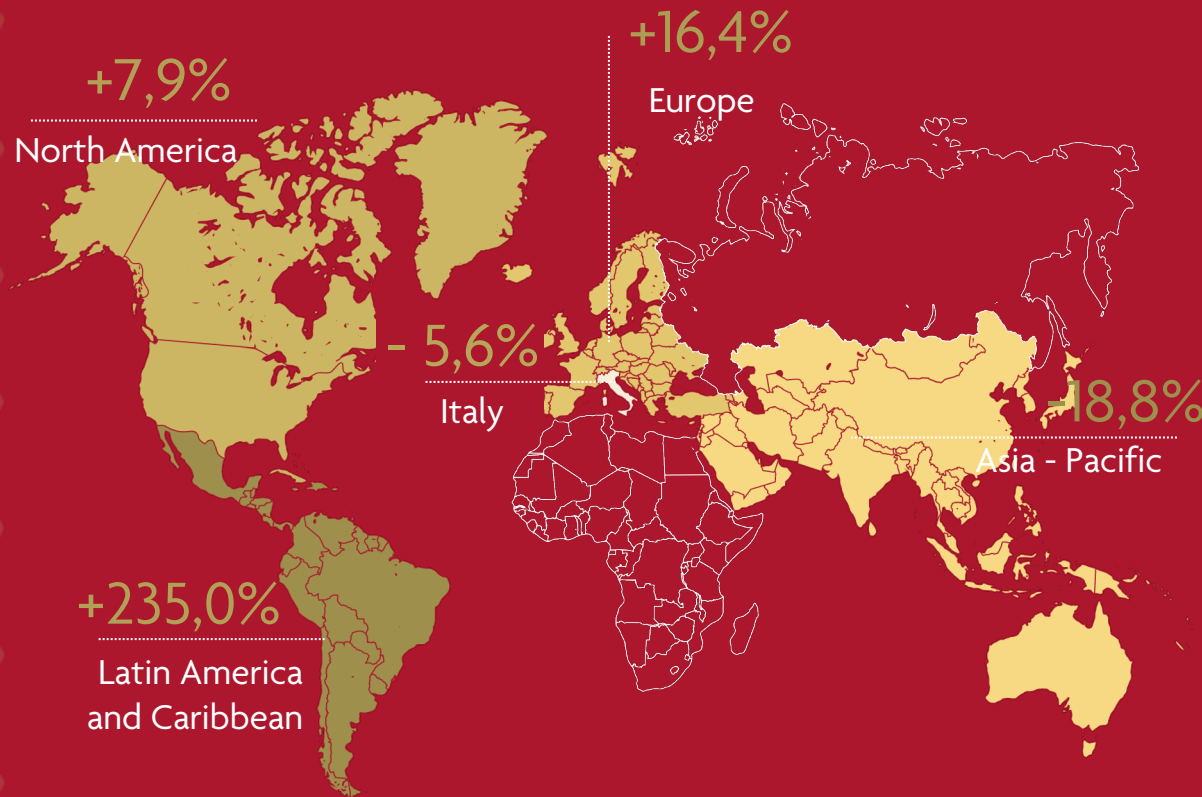 +16,4%
Europe
+7,9%
North America
- 5,6%
Italy
-18,8%
Asia - Pacific
+235,0%
Latin America
and Caribbean